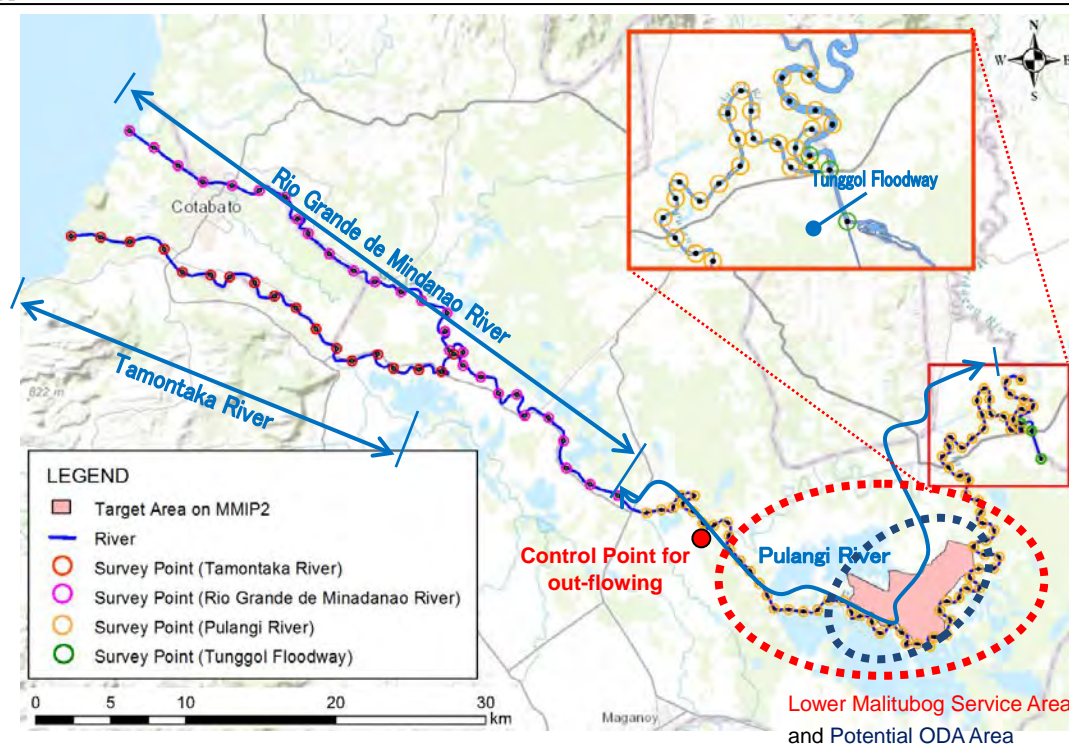 N
W E
S
Tunggol Floodway
Rio Grande de Mindanao River
Cotabato
Tamontaka River
822 m
LEGEND
Target Area on MMIP2
River
Survey Point (Tamontaka River)
Survey Point (Rio Grande de Minadanao River)
Survey Point (Pulangi River)
Survey Point (Tunggol Floodway)
0 5 10 20 30
km
Control Point for
out-flowing
Pulangi River
Maganoy
Lower Malitubog Service Area
and Potential ODA Area